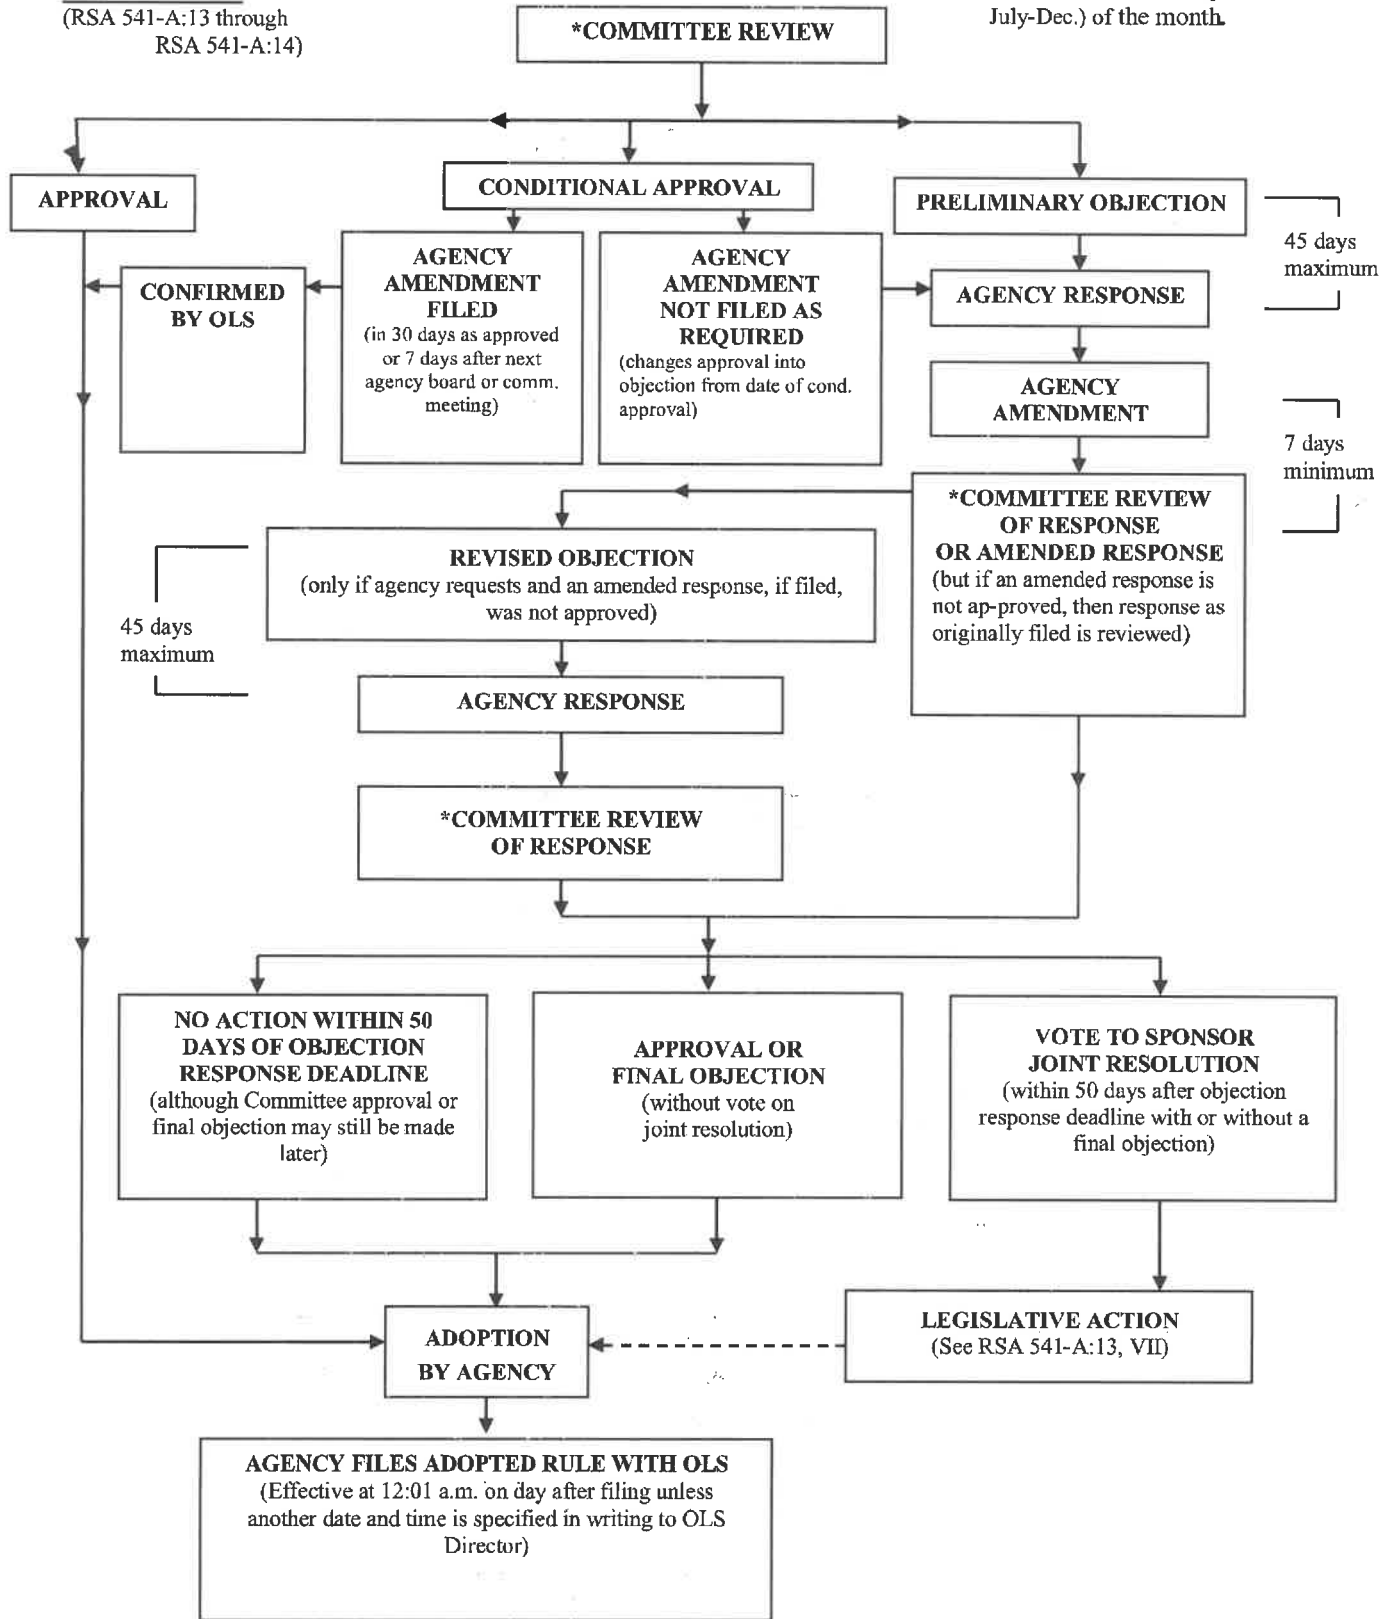 (RSA 541-A:13 through
RSA 541-A:14)
July-Dec.) of the month.
*COMMITTEE REVIEW
APPROVAL
CONDITIONAL APPROVAL
PRELIMINARY OBJECTION
45 days
maximum
CONFIRMED
BY OLS
AGENCY
AMENDMENT
FILED
(in 30 days as approved
or 7 days after next
agency board or comm.
meeting)
AGENCY
AMENDMENT
NOT FILED AS
REQUIRED
(changes approval into
objection from date of cond.
approval)
AGENCY RESPONSE
AGENCY
AMENDMENT
7 days
minimum
*COMMITTEE REVIEW
OF RESPONSE
OR AMENDED RESPONSE
(but if an amended response is
not ap-proved, then response as
originally filed is reviewed)
REVISED OBJECTION
(only if agency requests and an amended response, if filed,
was not approved)
45 days
maximum
AGENCY RESPONSE
*COMMITTEE REVIEW
OF RESPONSE
NO ACTION WITHIN 50
DAYS OF OBJECTION
RESPONSE DEADLINE
(although Committee approval or
final objection may still be made
later)
APPROVAL OR
FINAL OBJECTION
(without vote on
joint resolution)
VOTE TO SPONSOR
JOINT RESOLUTION
(within 50 days after objection
response deadline with or without a
final objection)
ADOPTION
BY AGENCY
LEGISLATIVE ACTION
(See RSA 541-A:13, VII)
AGENCY FILES ADOPTED RULE WITH OLS
(Effective at 12:01 a.m. on day after filing unless
another date and time is specified in writing to OLS
Director)